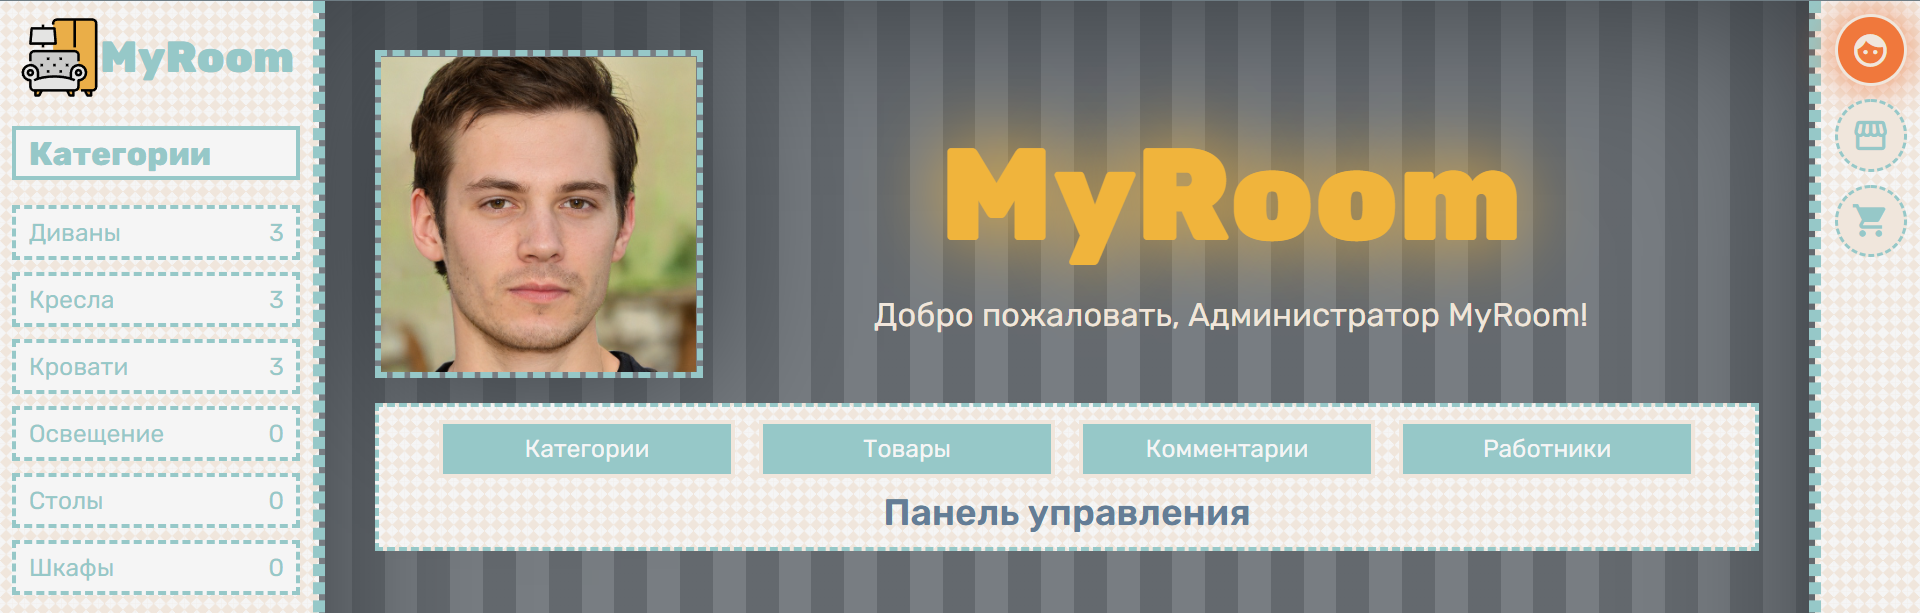 MyRoom
Категории
Диваны 3
Кресла 3
Кровати 3
Освещение 0
Столы 0
Шкафы 0
MyRoom
Добро пожаловать, Администратор MyRoom!
Категории Товары Комментарии Работники
Панель управления